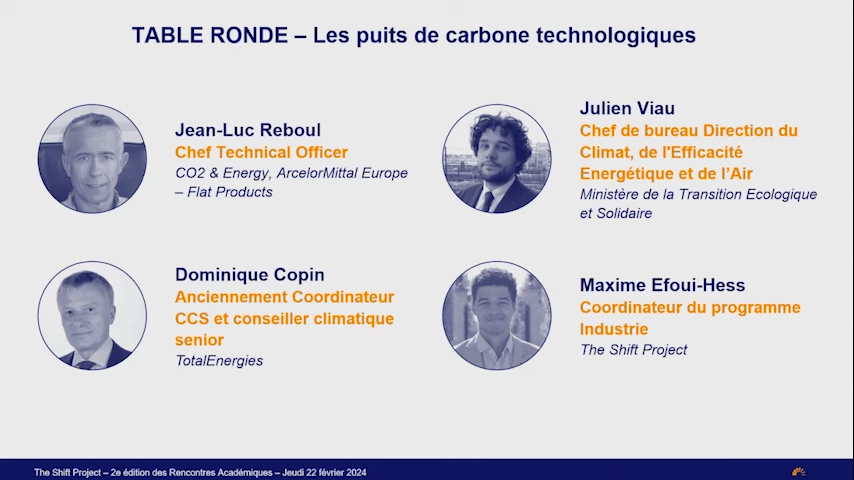 TABLE RONDE – Les puits de carbone technologiques
Jean-Luc Reboul
Chef Technical Officer
CO2 & Energy, ArcelorMittal Europe
– Flat Products
Julien Viau
Chef de bureau Direction du
Climat, de l'Efficacité
Energétique et de l'Air
Ministère de la Transition Ecologique
et Solidaire
Dominique Copin
Anciennement Coordinateur
CCS et conseiller climatique
senior
TotalEnergies
Maxime Efoui-Hess
Coordinateur du programme
Industrie
The Shift Project
The Shift Project – 2e édition des Rencontres Académiques – Jeudi 22 février 2024